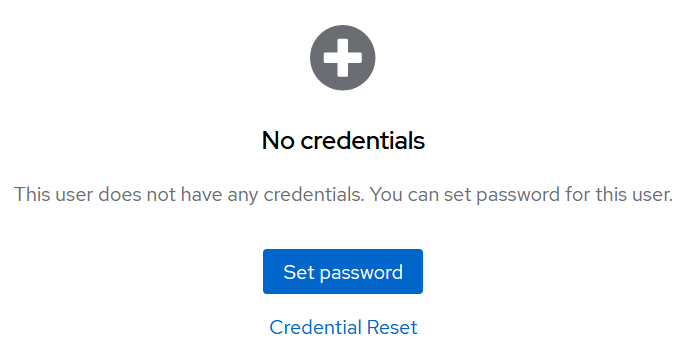 No credentials
This user does not have any credentials. You can set password for this user.
Set password
Credential Reset